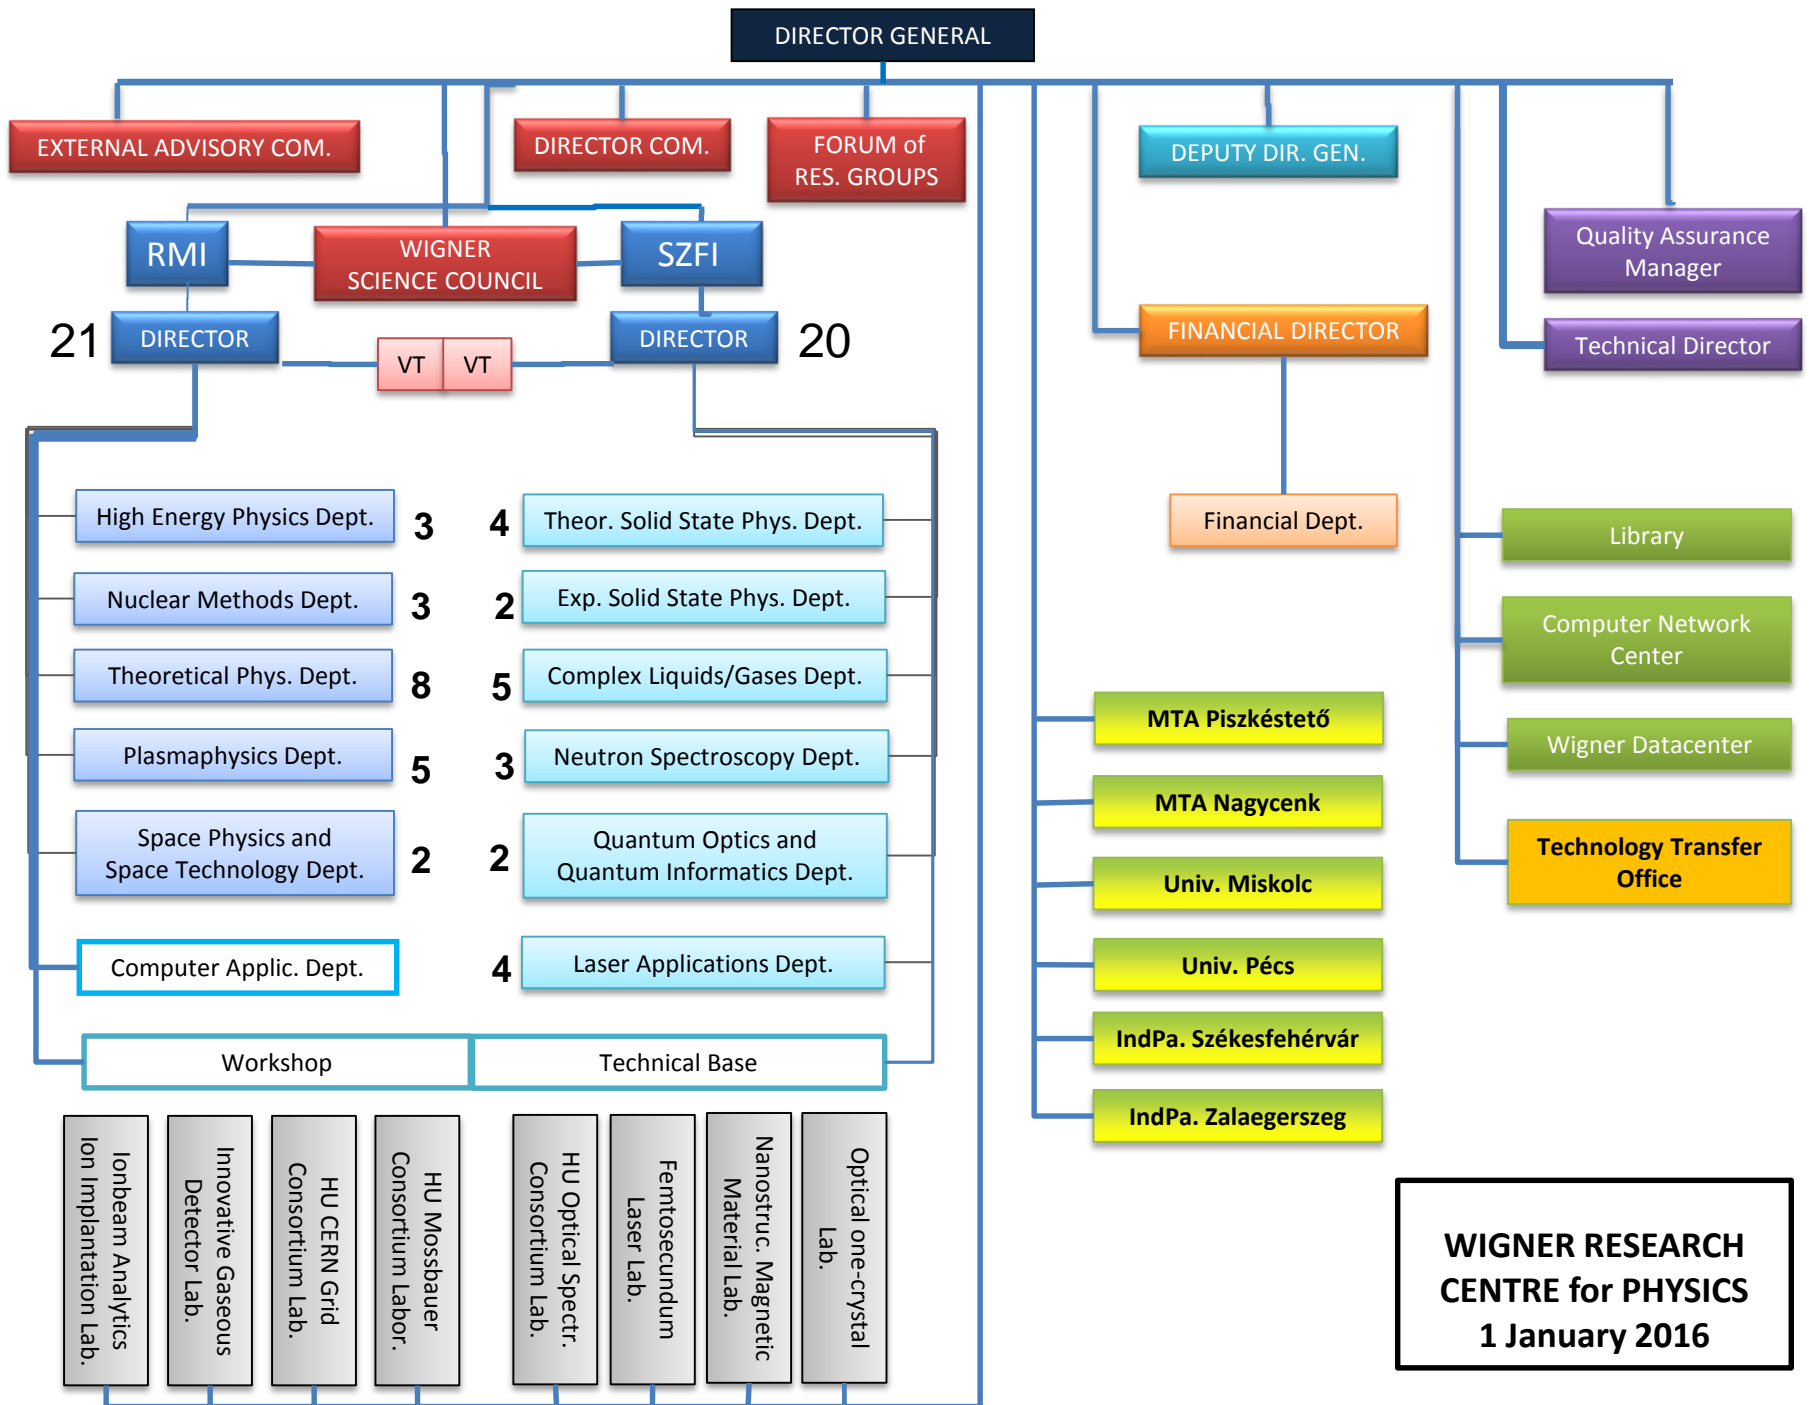 DIRECTOR GENERAL
EXTERNAL ADVISORY COM.
DIRECTOR COM.
FORUM of
RES. GROUPS
DEPUTY DIR. GEN.
RMI
WIGNER
SCIENCE COUNCIL
SZFI
Quality Assurance
Manager
21
DIRECTOR
VT
VT
DIRECTOR
20
FINANCIAL DIRECTOR
Technical Director
High Energy Physics Dept.
3
4
Theor. Solid State Phys. Dept.
Financial Dept.
Library
Nuclear Methods Dept.
3
2
Exp. Solid State Phys. Dept.
Computer Network
Center
Theoretical Phys. Dept.
8
5
Complex Liquids/Gases Dept.
MTA Piszkéstető
Wigner Datacenter
Plasmaphysics Dept.
5
3
Neutron Spectroscopy Dept.
MTA Nagycenk
Space Physics and
Space Technology Dept.
2
2
Quantum Optics and
Quantum Informatics Dept.
Univ. Miskolc
Technology Transfer
Office
Computer Applic. Dept.
4
Laser Applications Dept.
Univ. Pécs
IndPa. Székesfehérvár
Workshop
Technical Base
IndPa. Zalaegerszeg
Ionbeam Analytics
Ion Implantation Lab.
Innovative Gaseous
Detector Lab.
HU CERN Grid
Consortium Lab.
HU Mossbauer
Consortium Labor.
HU Optical Spectr.
Consortium Lab.
Femtosecundum
Laser Lab.
Nanostruc. Magnetic
Material Lab.
Optical one-crystal
Lab.
WIGNER RESEARCH
CENTRE for PHYSICS
1 January 2016